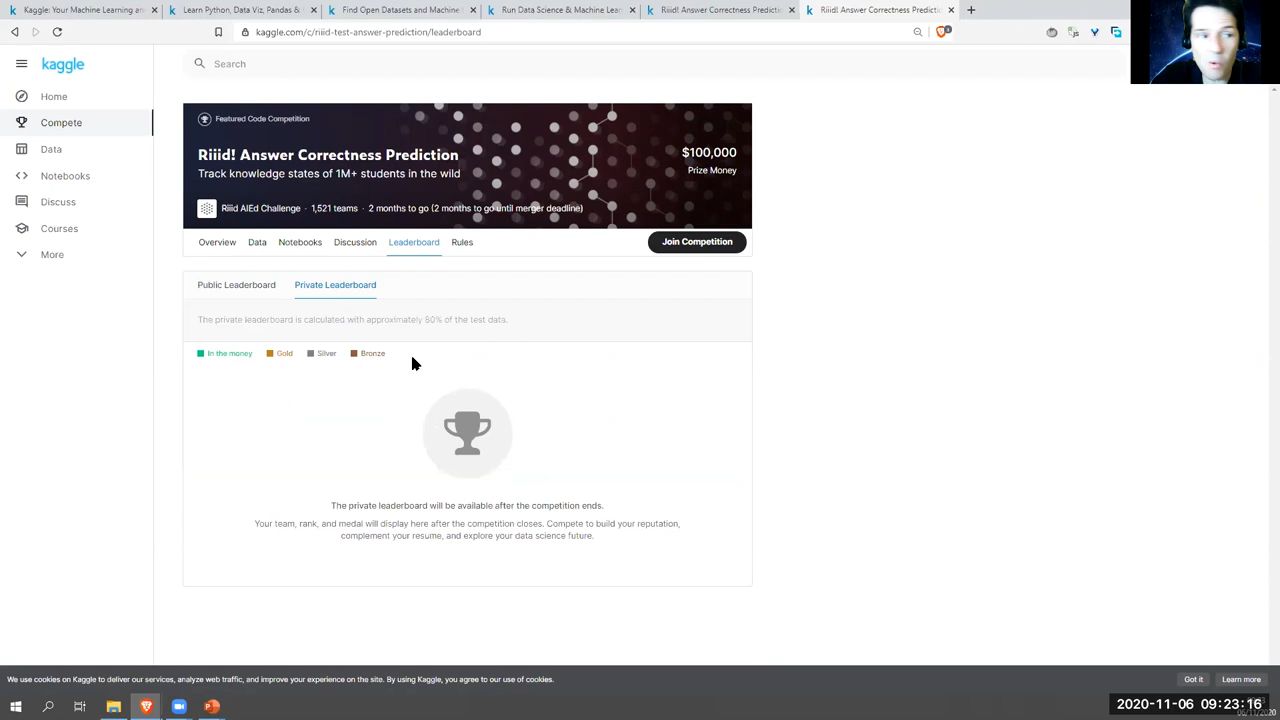 Kaggle: Your Machine Learning an
Learn Python, Data Viz, Pandas &
Find Open Datasets and Machine
Run Data Science & Machine Lear
Riiid! Answer Correctness Predictio
Riiid! Answer Correctness Predictio
kaggle.com/c/riiid-test-answer-prediction/leaderboard
kaggle
Search
Home
Compete
Data
Notebooks
Discuss
Courses
More
Featured Code Competition
Riiid! Answer Correctness Prediction
Track knowledge states of 1M+ students in the wild
$100,000
Prize Money
Riiid AIEd Challenge · 1,521 teams · 2 months to go (2 months to go until merger deadline)
Overview Data Notebooks Discussion Leaderboard Rules
Join Competition
Public Leaderboard Private Leaderboard
The private leaderboard is calculated with approximately 80% of the test data.
In the money Gold Silver Bronze
The private leaderboard will be available after the competition ends.
Your team, rank, and medal will display here after the competition closes. Compete to build your reputation,
complement your resume, and explore your data science future.
We use cookies on Kaggle to deliver our services, analyze web traffic, and improve your experience on the site. By using Kaggle, you agree to our use of cookies.
Got it
Learn more
2020-11-06 09:23:16